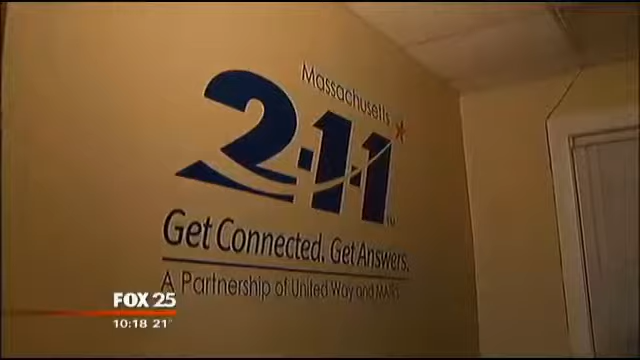 Massachusetts
2-1-1
Get Connected. Get Answers.
A Partnership of United Way and
FOX 25
10:18 21°